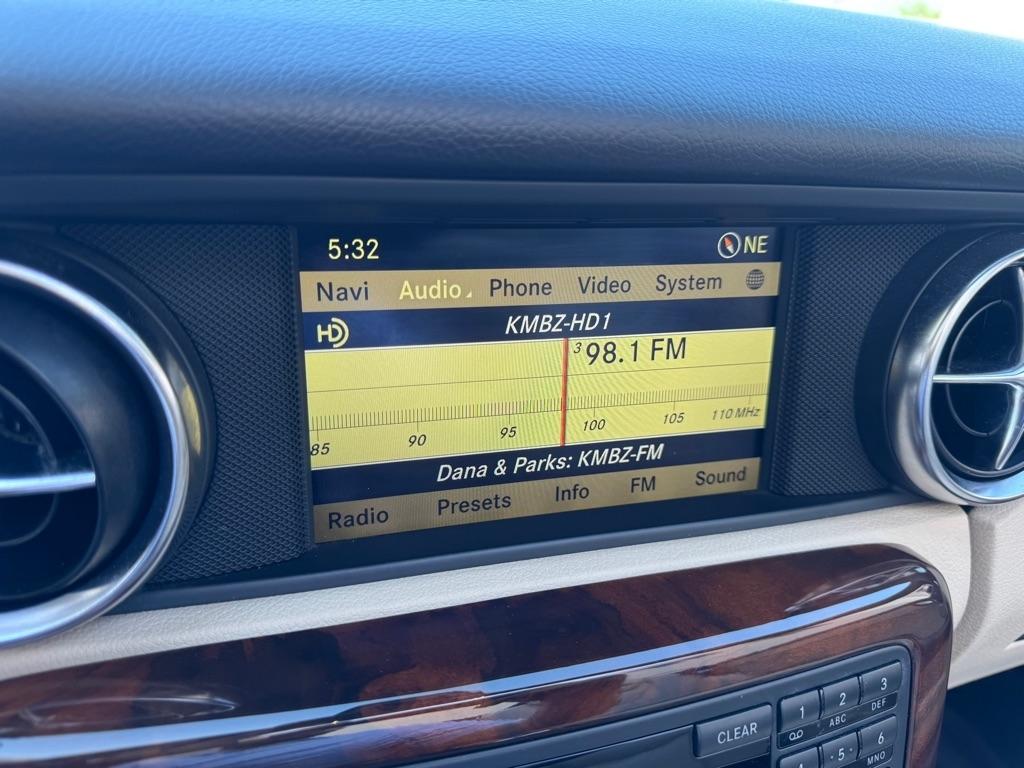 5:32 NE
Navi Audio Phone Video System
HD KMBZ-HD1
3 98.1 FM
85 90 95 100 105 110 MHz
Dana & Parks: KMBZ-FM
Radio Presets Info FM Sound
CLEAR 1 2 3
ABC DEF
4 5 6
MNO